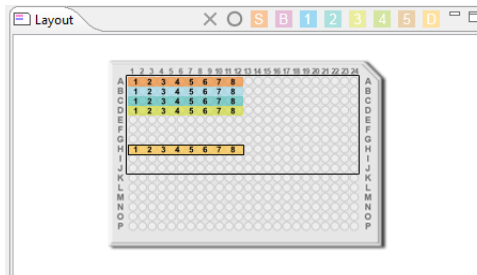 Layout
S B 1 2 3 4 5 D
1 2 3 4 5 6 7 8 9 10 11 12 13 14 15 16 17 18 19 20 21 22 23 24
A 1 2 3 4 5 6 7 8 A
B 1 2 3 4 5 6 7 8 B
C 1 2 3 4 5 6 7 8 C
D 1 2 3 4 5 6 7 8 D
E E
F F
G G
H 1 2 3 4 5 6 7 8 H
I I
J J
K K
L L
M M
N N
O O
P P